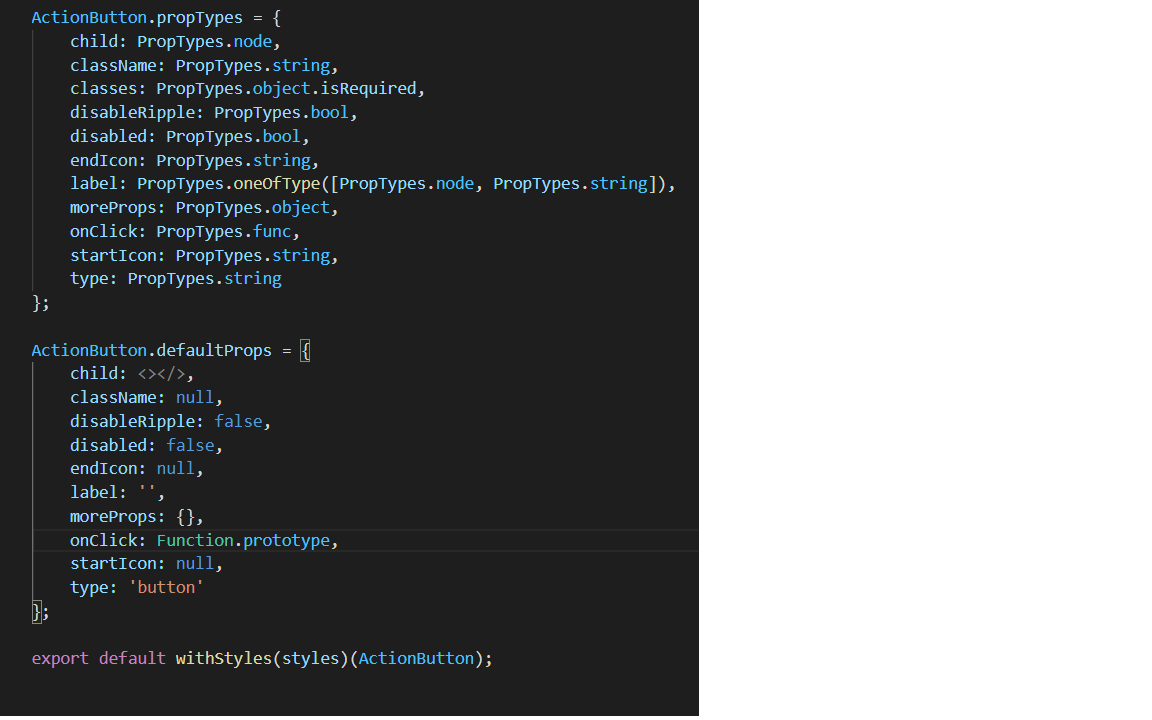 ActionButton.propTypes = {
    child: PropTypes.node,
    className: PropTypes.string,
    classes: PropTypes.object.isRequired,
    disableRipple: PropTypes.bool,
    disabled: PropTypes.bool,
    endIcon: PropTypes.string,
    label: PropTypes.oneOfType([PropTypes.node, PropTypes.string]),
    moreProps: PropTypes.object,
    onClick: PropTypes.func,
    startIcon: PropTypes.string,
    type: PropTypes.string
};

ActionButton.defaultProps = {
    child: <></>,
    className: null,
    disableRipple: false,
    disabled: false,
    endIcon: null,
    label: '',
    moreProps: {},
    onClick: Function.prototype,
    startIcon: null,
    type: 'button'
};

export default withStyles(styles)(ActionButton);